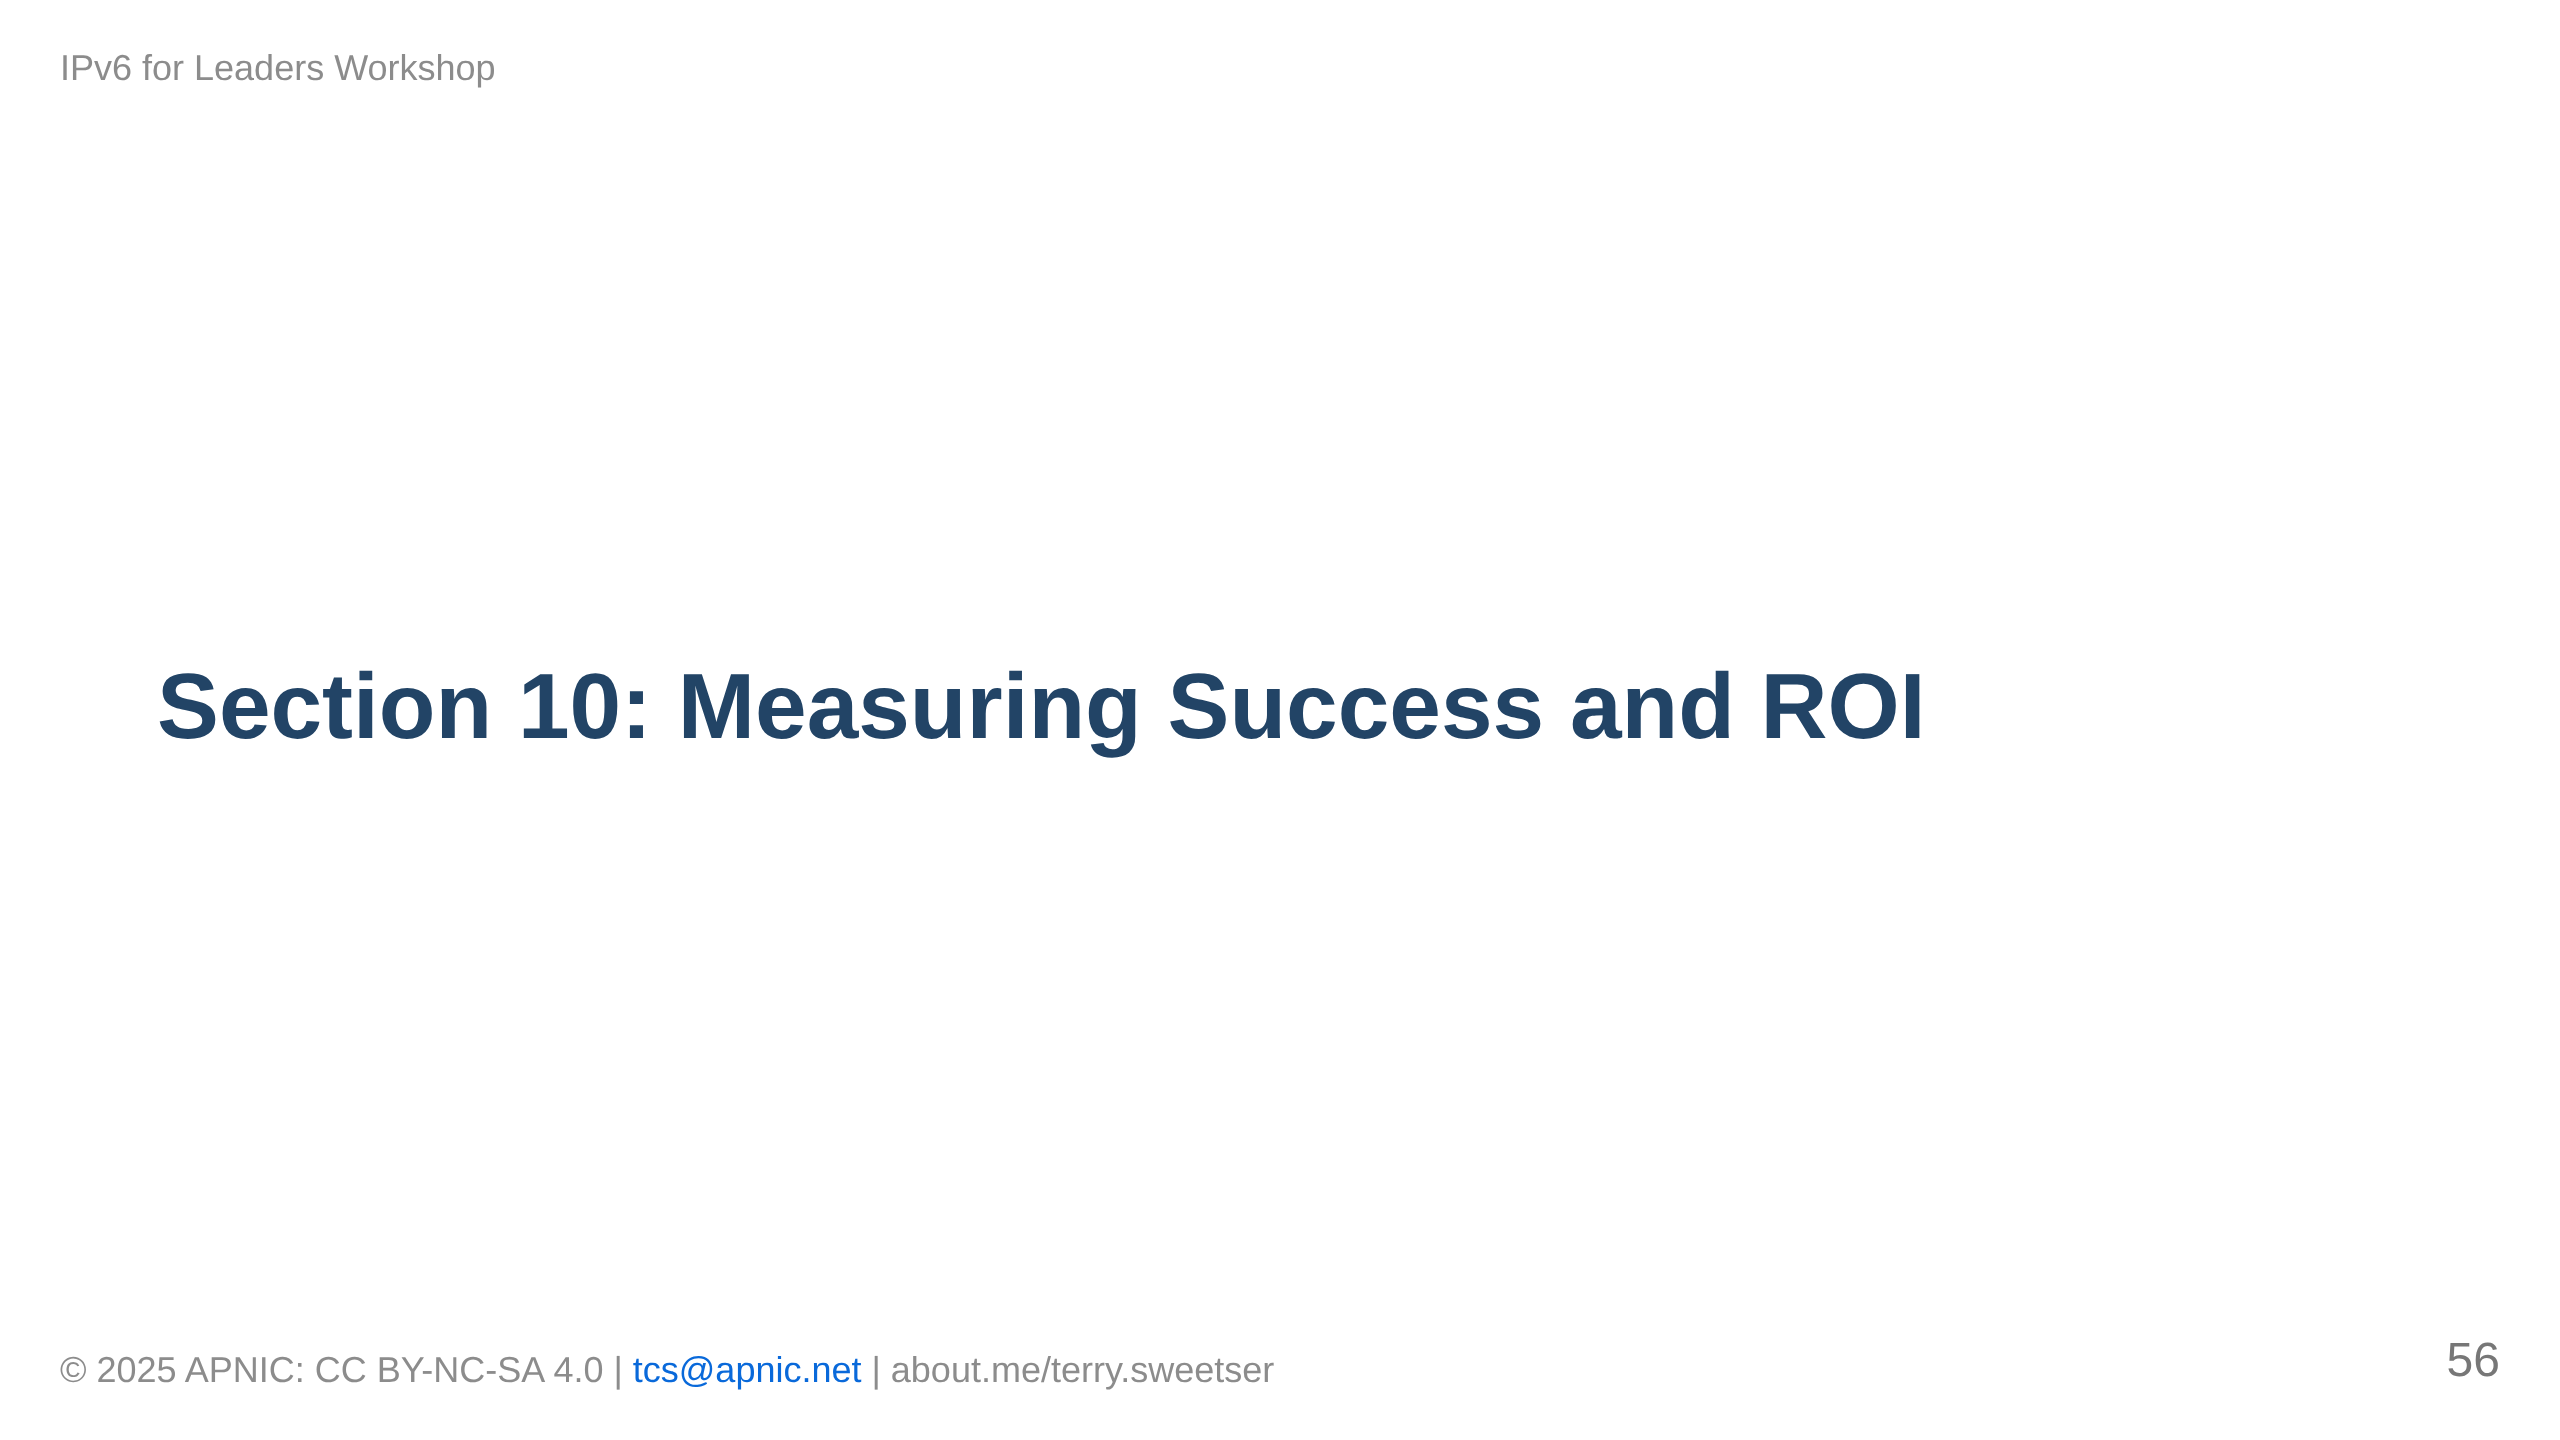 IPv6 for Leaders Workshop
Section 10: Measuring Success and ROI
© 2025 APNIC: CC BY-NC-SA 4.0 | tcs@apnic.net | about.me/terry.sweetser
56